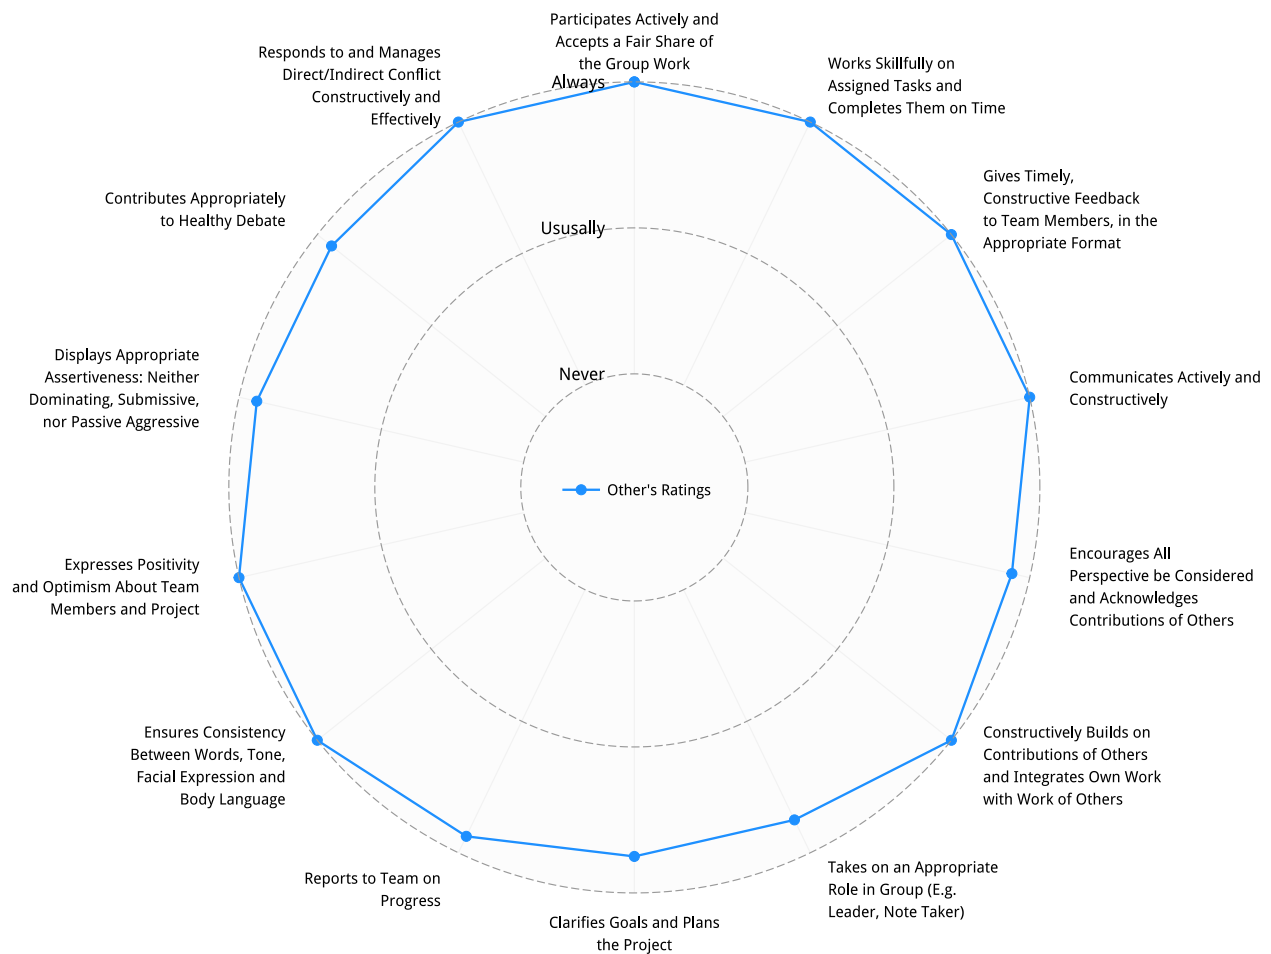 Participates Actively and
Accepts a Fair Share of
the Group Work
Works Skillfully on
Assigned Tasks and
Completes Them on Time
Gives Timely,
Constructive Feedback
to Team Members, in the
Appropriate Format
Communicates Actively and
Constructively
Encourages All
Perspective be Considered
and Acknowledges
Contributions of Others
Constructively Builds on
Contributions of Others
and Integrates Own Work
with Work of Others
Takes on an Appropriate
Role in Group (E.g.
Leader, Note Taker)
Clarifies Goals and Plans
the Project
Reports to Team on
Progress
Ensures Consistency
Between Words, Tone,
Facial Expression and
Body Language
Expresses Positivity
and Optimism About Team
Members and Project
Displays Appropriate
Assertiveness: Neither
Dominating, Submissive,
nor Passive Aggressive
Contributes Appropriately
to Healthy Debate
Responds to and Manages
Direct/Indirect Conflict
Constructively and
Effectively
Always
Ususally
Never
Other's Ratings